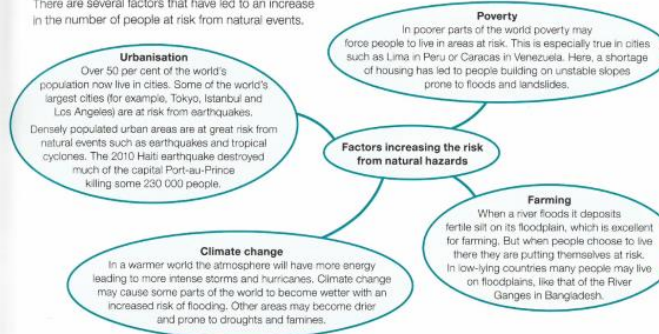 There are several factors that have led to an increase
in the number of people at risk from natural events.
Poverty
In poorer parts of the world poverty may
force people to live in areas at risk. This is especially true in cities
such as Lima in Peru or Caracas in Venezuela. Here, a shortage
of housing has led to people building on unstable slopes
prone to floods and landslides.
Urbanisation
Over 50 per cent of the world's
population now live in cities. Some of the world's
largest cities (for example, Tokyo, Istanbul and
Los Angeles) are at risk from earthquakes.
Densely populated urban areas are at great risk from
natural events such as earthquakes and tropical
cyclones. The 2010 Haiti earthquake destroyed
much of the capital Port-au-Prince
killing some 230 000 people.
Factors increasing the risk
from natural hazards
Farming
When a river floods it deposits
fertile silt on its floodplain, which is excellent
for farming. But when people choose to live
there they are putting themselves at risk.
In low-lying countries many people may live
on floodplains, like that of the River
Ganges in Bangladesh.
Climate change
In a warmer world the atmosphere will have more energy
leading to more intense storms and hurricanes. Climate change
may cause some parts of the world to become wetter with an
increased risk of flooding. Other areas may become drier
and prone to droughts and famines.